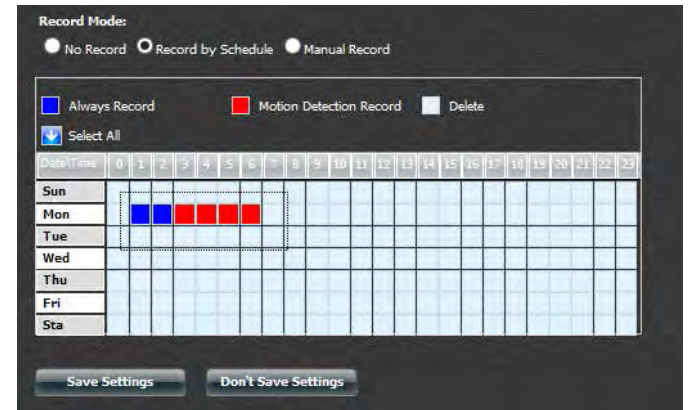 Record Mode:
No Record Record by Schedule Manual Record
Always Record Motion Detection Record Delete
Select All
Date\Time 0 1 2 3 4 5 6 7 8 9 10 11 12 13 14 15 16 17 18 19 20 21 22 23
Sun
Mon
Tue
Wed
Thu
Fri
Sta
Save Settings Don't Save Settings